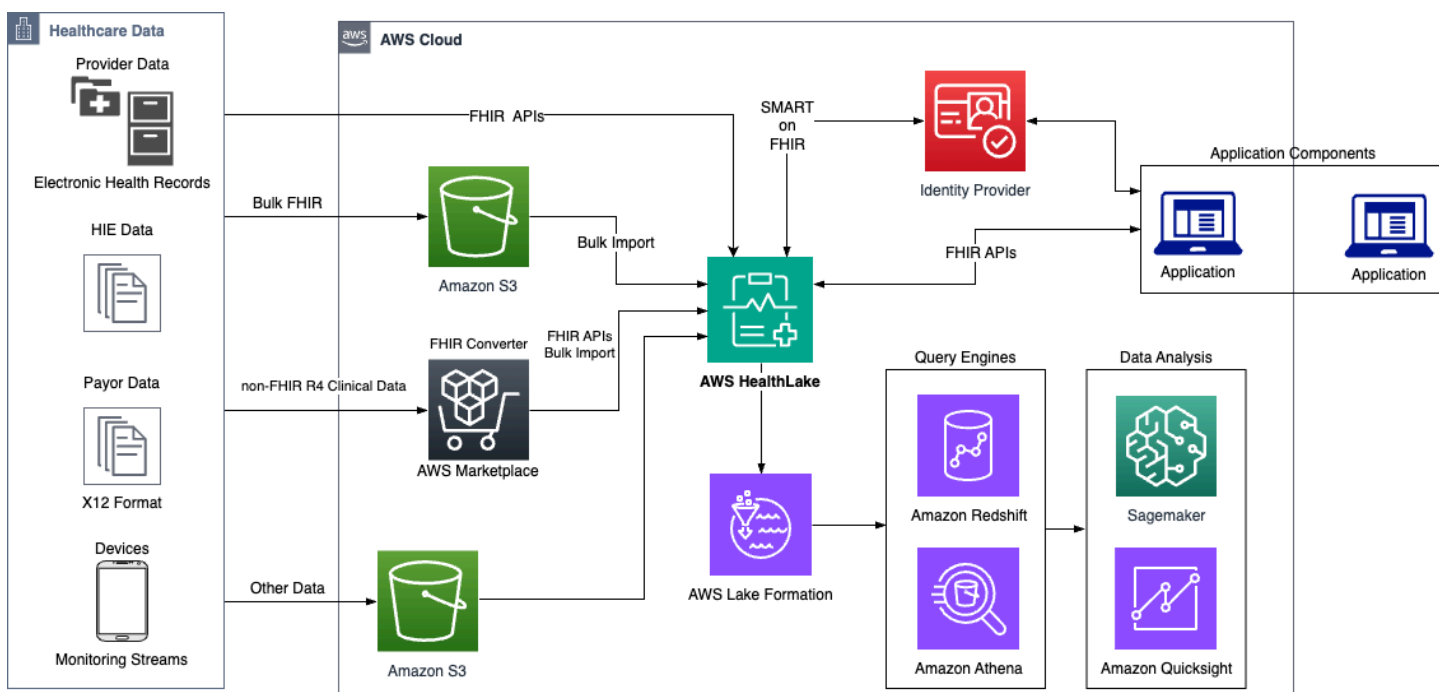 Healthcare Data
Provider Data
Electronic Health Records
HIE Data
Payor Data
X12 Format
Devices
Monitoring Streams
aws
AWS Cloud
FHIR APIs
Bulk FHIR
Amazon S3
Bulk Import
non-FHIR R4 Clinical Data
FHIR Converter
AWS Marketplace
FHIR APIs
Bulk Import
Other Data
Amazon S3
SMART
on
FHIR
Identity Provider
AWS HealthLake
FHIR APIs
Application Components
Application
Application
AWS Lake Formation
Query Engines
Amazon Redshift
Amazon Athena
Data Analysis
Sagemaker
Amazon Quicksight